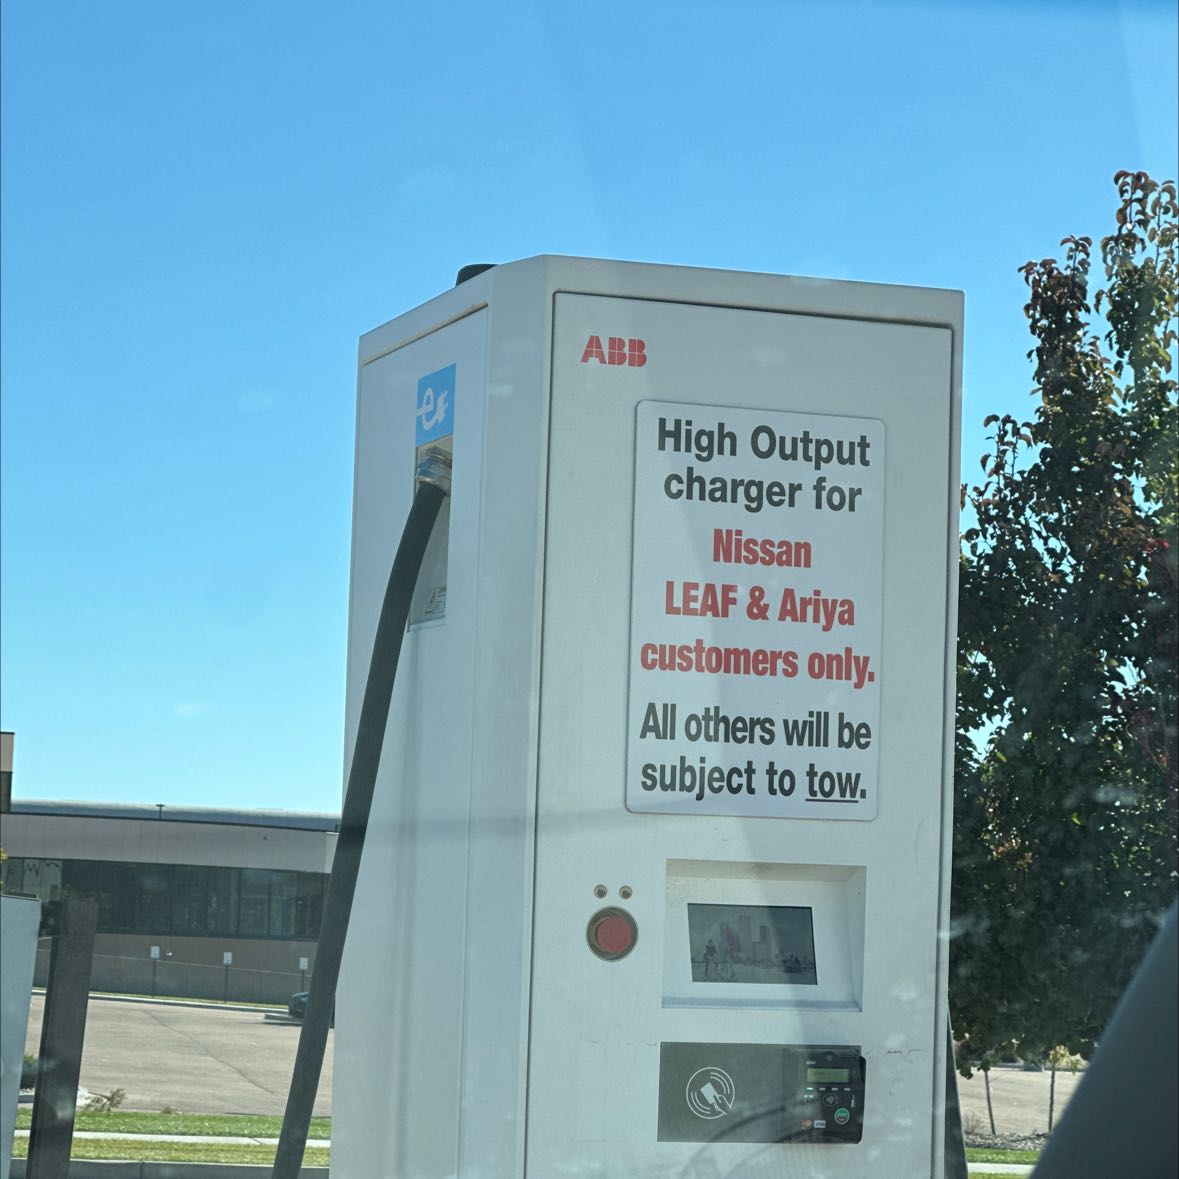 ABB
High Output
charger for
Nissan
LEAF & Ariya
customers only.
All others will be
subject to tow.